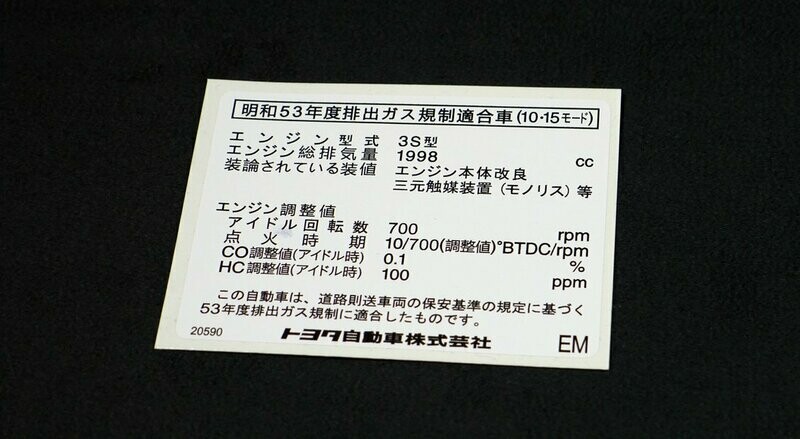 明和53年度排出ガス規制適合車(10・15モード)
エンジン型式 3S型
エンジン総排気量 1998 cc
装論されている装値 エンジン本体改良
三元触媒装置(モノリス)等
エンジン調整値
アイドル回転数 700 rpm
点火時期 10/700(調整値)°BTDC/rpm
CO調整値(アイドル時) 0.1 %
HC調整値(アイドル時) 100 ppm
この自動車は、道路則送車両の保安基準の規定に基づく
53年度排出ガス規制に適合したものです。
20590 トヨタ自動車株式芸社 EM